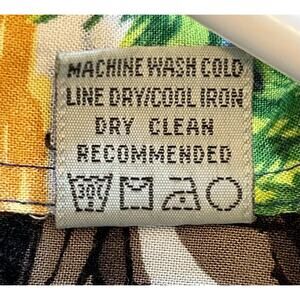 MACHINE WASH COLD
LINE DRY/COOL IRON
DRY CLEAN
RECOMMENDED
30°